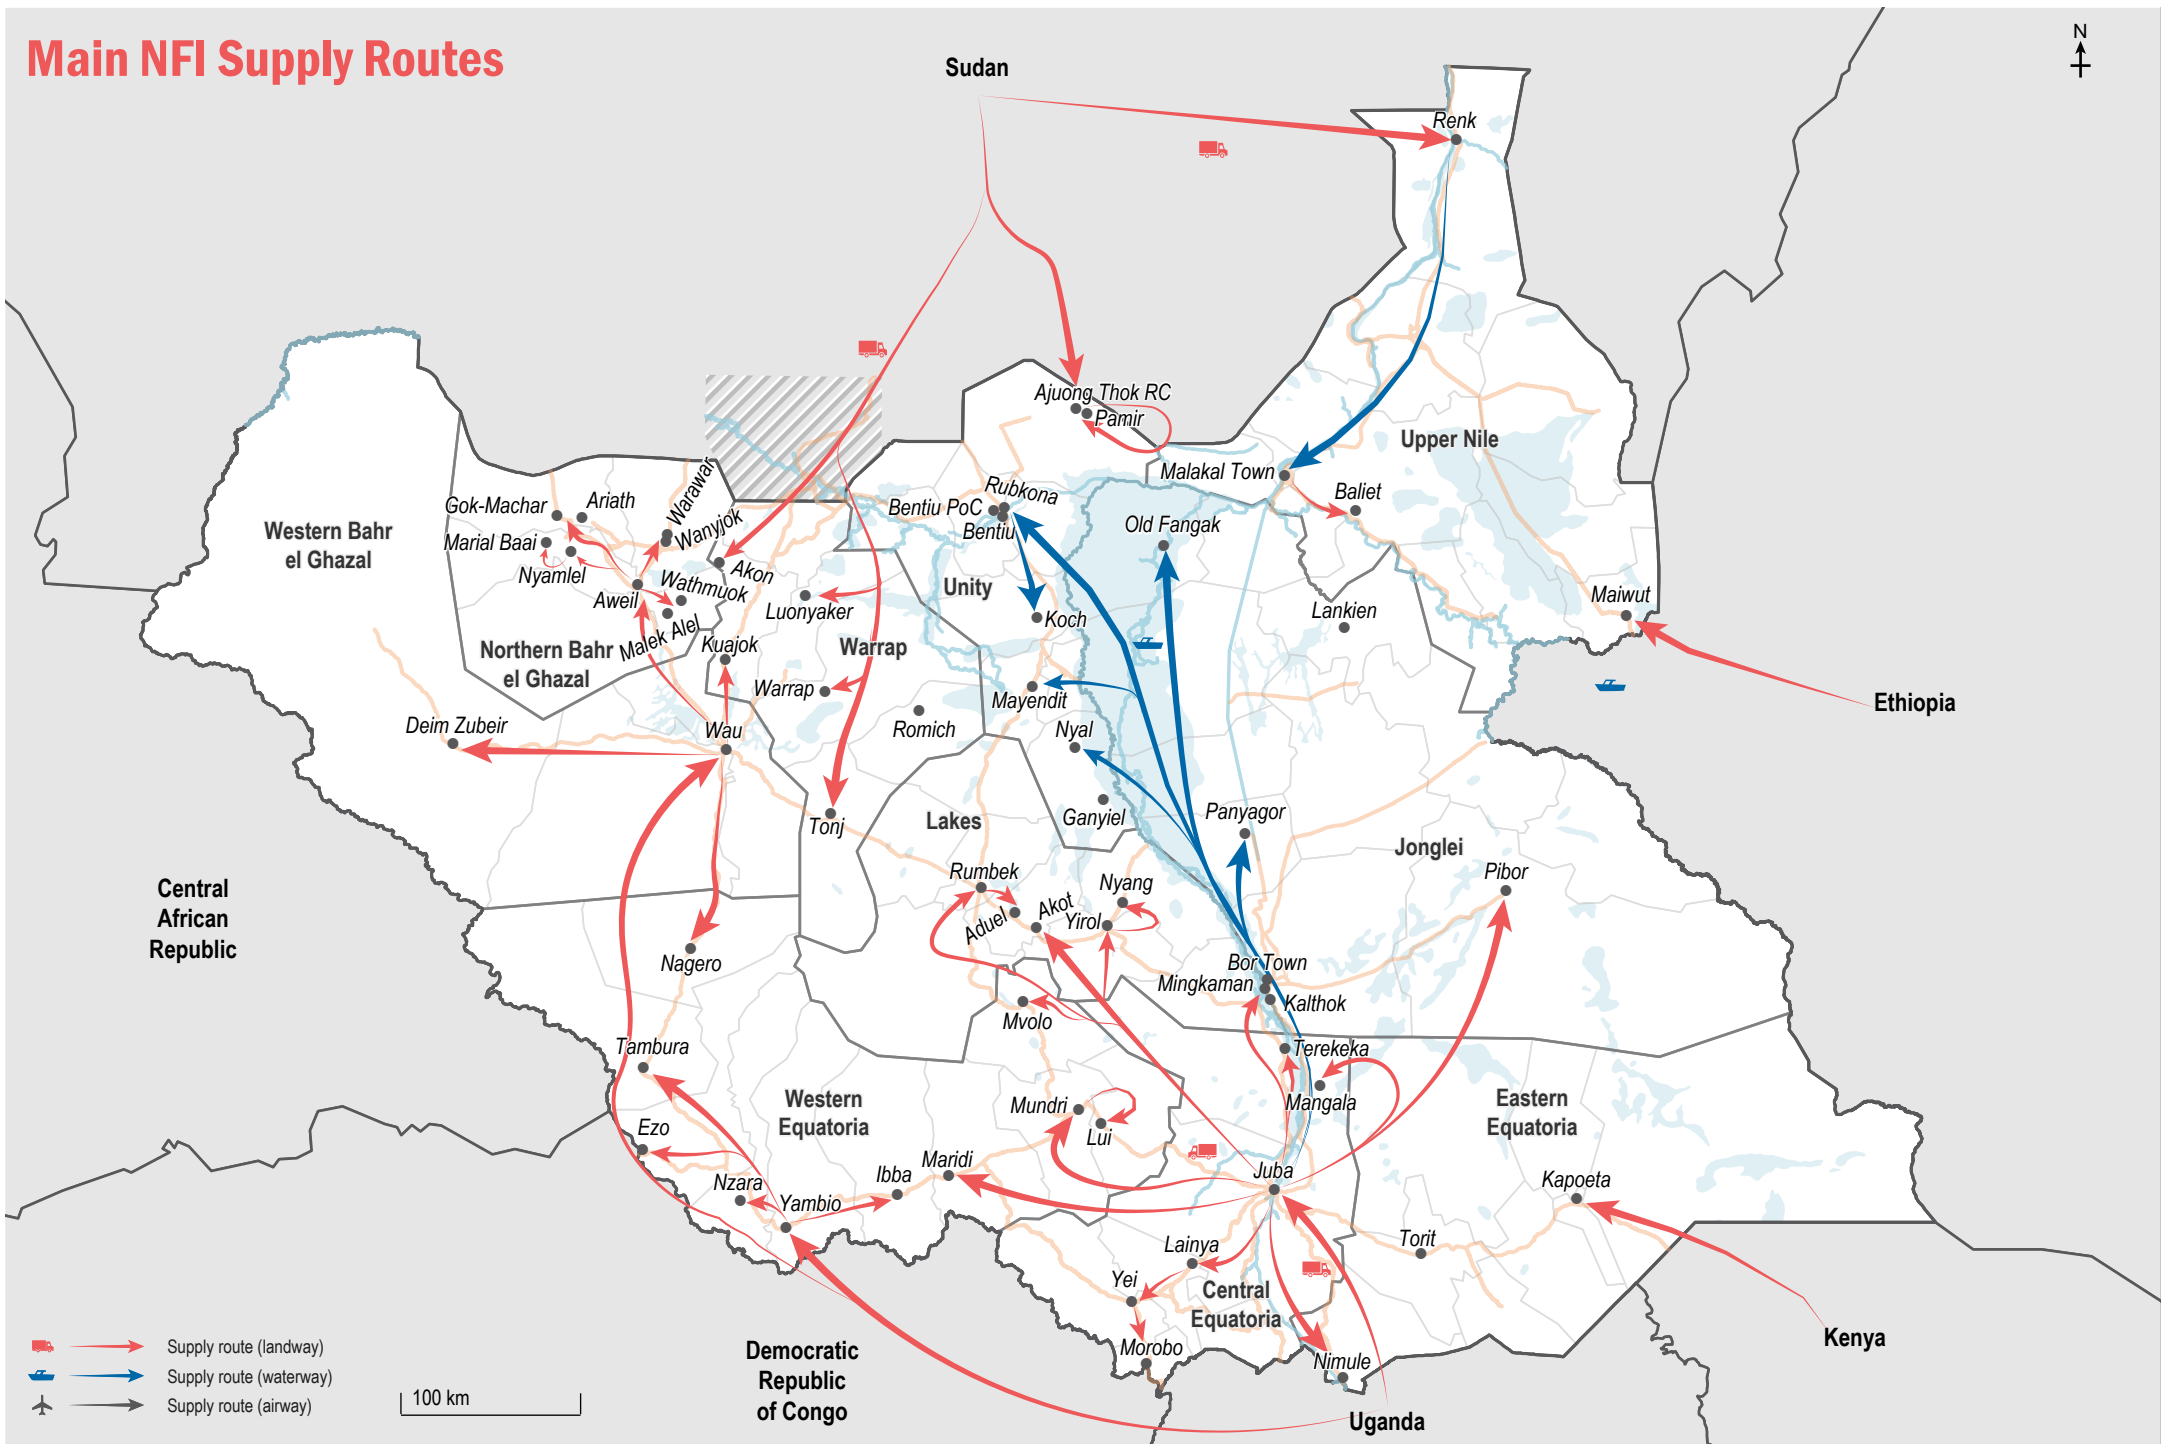 Main NFI Supply Routes
N
Sudan
Renk
Ajuong Thok RC
Pamir
Upper Nile
Malakal Town
Baliet
Rubkona
Bentiu PoC
Bentiu
Old Fangak
Warawar
Gok-Machar
Ariath
Wanyjok
Marial Baai
Nyamlel
Western Bahr
el Ghazal
Akon
Wathmuok
Aweil
Luonyaker
Unity
Koch
Lankien
Maiwut
Malek Alel
Northern Bahr
el Ghazal
Kuajok
Warrap
Warrap
Mayendit
Romich
Nyal
Ethiopia
Deim Zubeir
Wau
Tonj
Lakes
Ganyiel
Panyagor
Jonglei
Pibor
Rumbek
Nyang
Aduel
Akot
Yirol
Central
African
Republic
Nagero
Bor Town
Mingkaman
Kalthok
Mvolo
Tambura
Terekeka
Western
Equatoria
Mundri
Mangala
Eastern
Equatoria
Ezo
Lui
Nzara
Ibba
Maridi
Juba
Kapoeta
Yambio
Torit
Lainya
Yei
Central
Equatoria
Kenya
Morobo
Nimule
Democratic
Republic
of Congo
Uganda
Supply route (landway)
Supply route (waterway)
Supply route (airway)
100 km